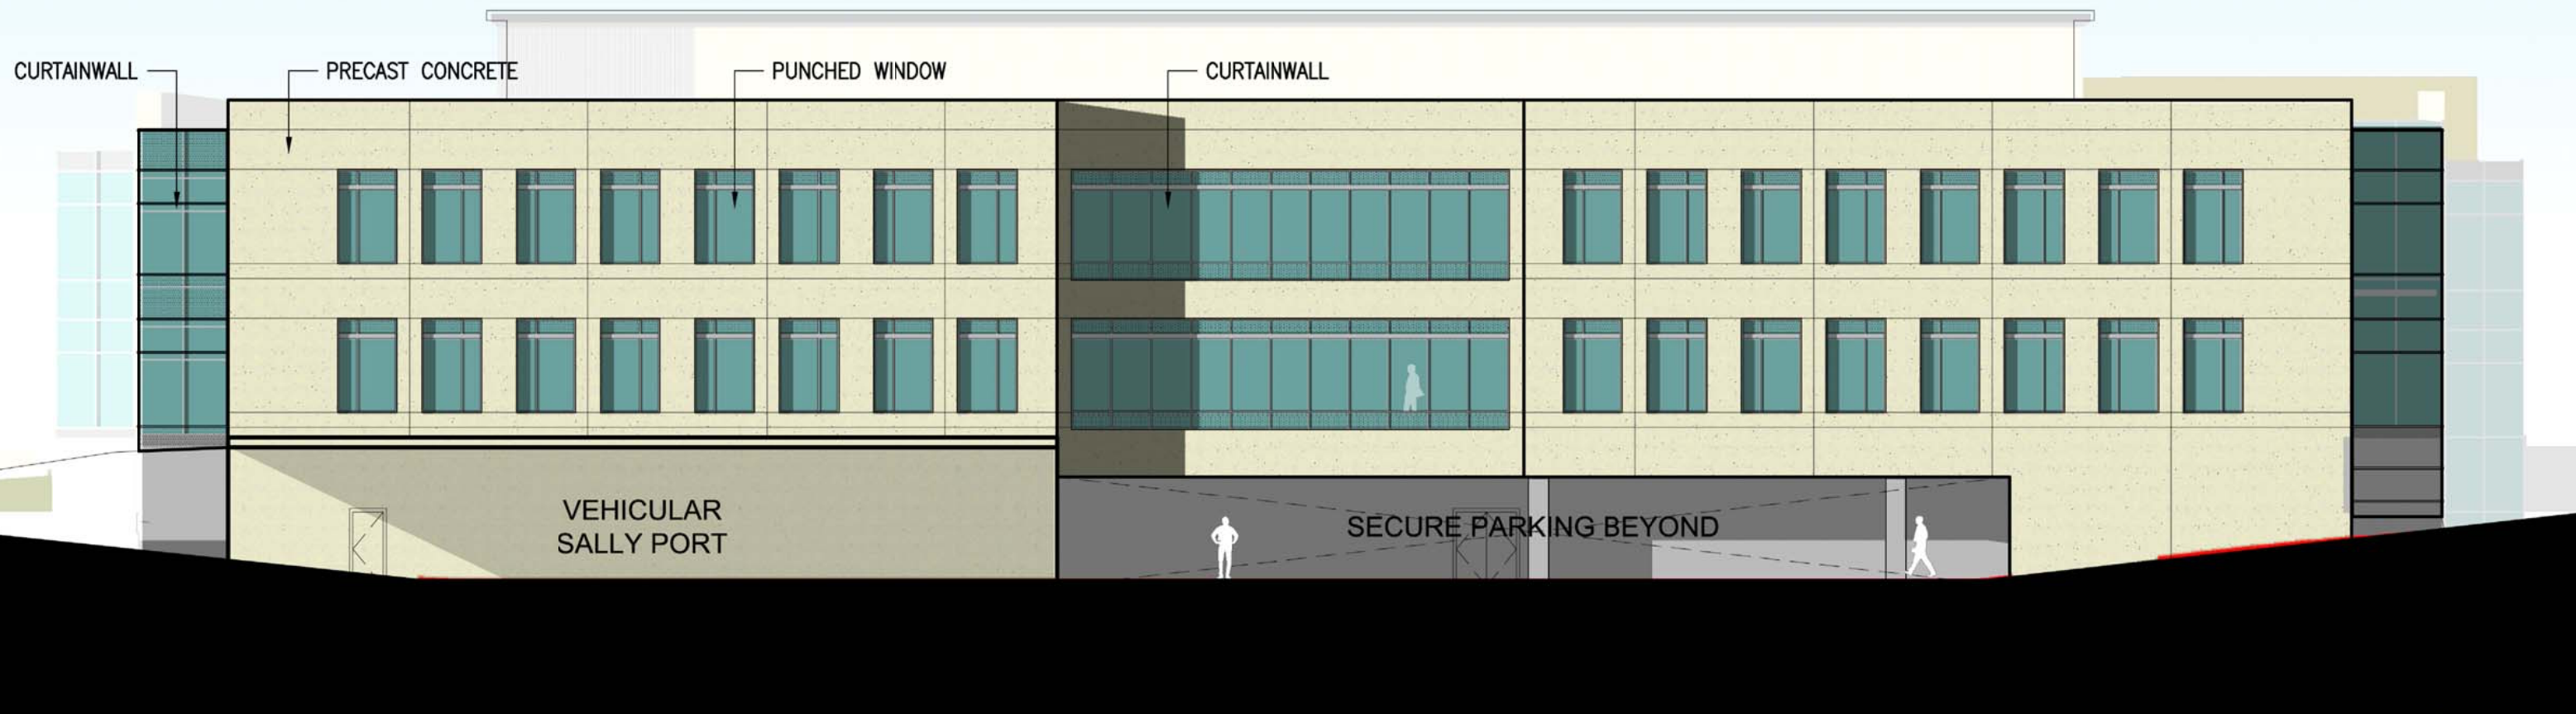 CURTAINWALL
PRECAST CONCRETE
PUNCHED WINDOW
CURTAINWALL
VEHICULAR
SALLY PORT
SECURE PARKING BEYOND